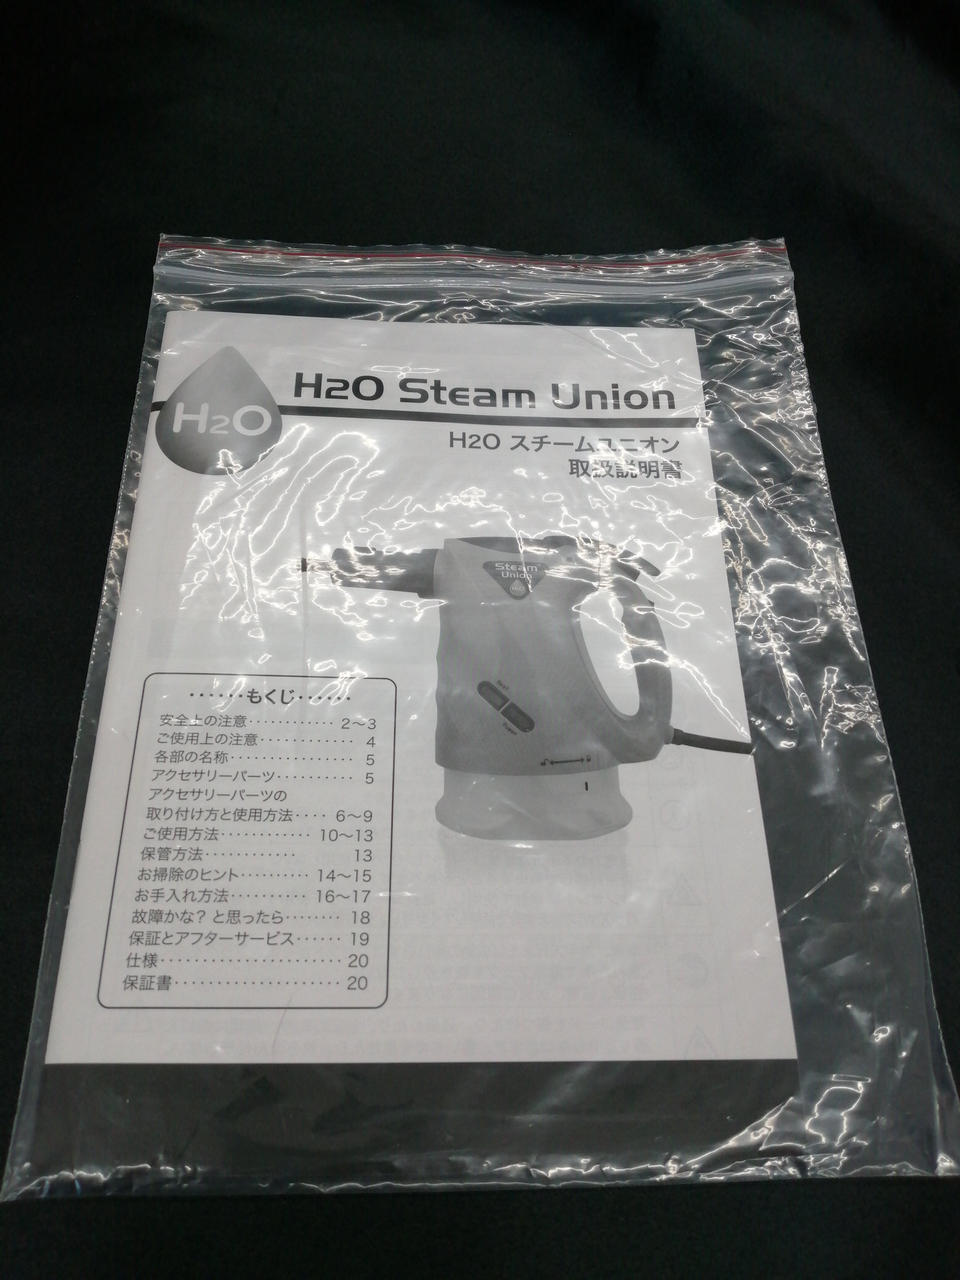 H2O Steam Union
H2O
H2O スチームユニオン
取扱説明書
Steam
Union
H2O
······もくじ······
安全上の注意············ 2〜3
ご使用上の注意············ 4
各部の名称················ 5
アクセサリーパーツ·········· 5
アクセサリーパーツの
取り付け方と使用方法···· 6〜9
ご使用方法············ 10〜13
保管方法············ 13
お掃除のヒント·········· 14〜15
お手入れ方法·········· 16〜17
故障かな？と思ったら········ 18
保証とアフターサービス······ 19
仕様······················· 20
保証書····················· 20